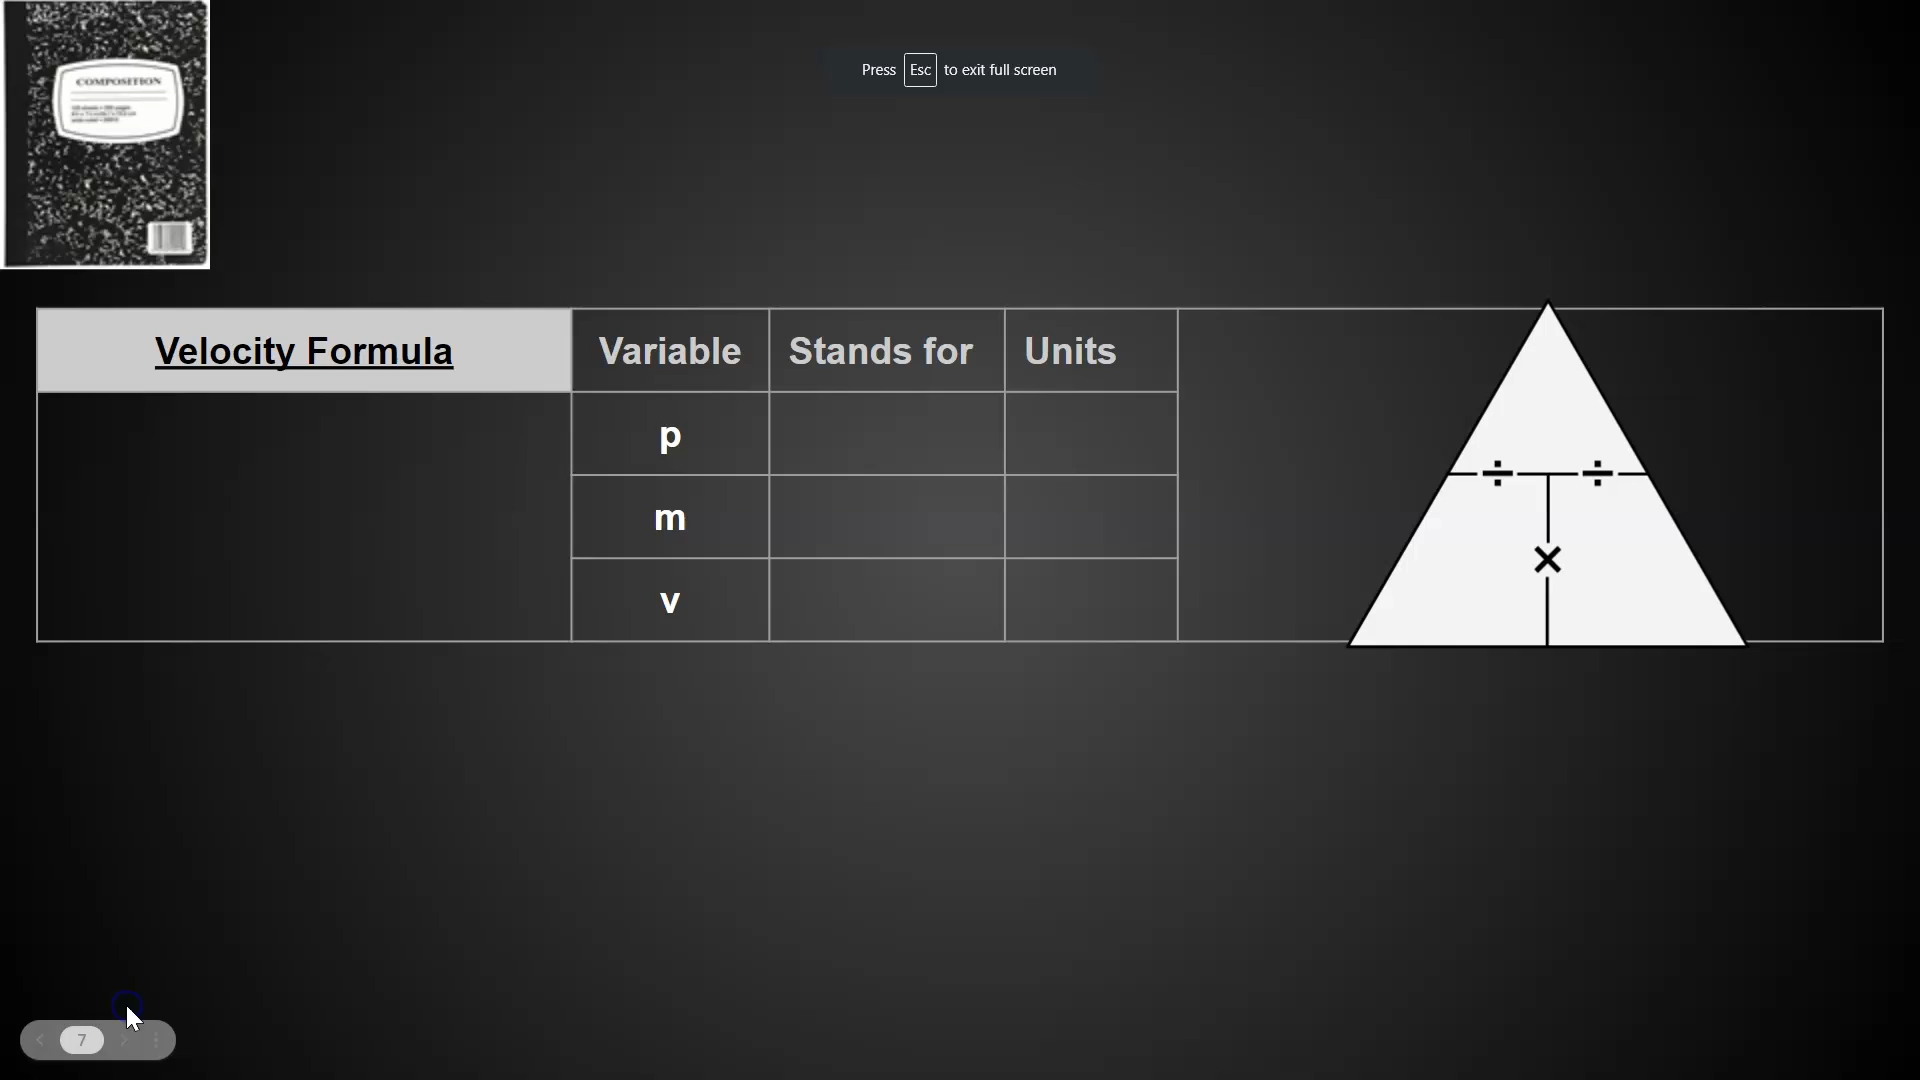 COMPOSITION
Press Esc to exit full screen
Velocity Formula
Variable
Stands for
Units
p
m
v
÷ ÷
×
7